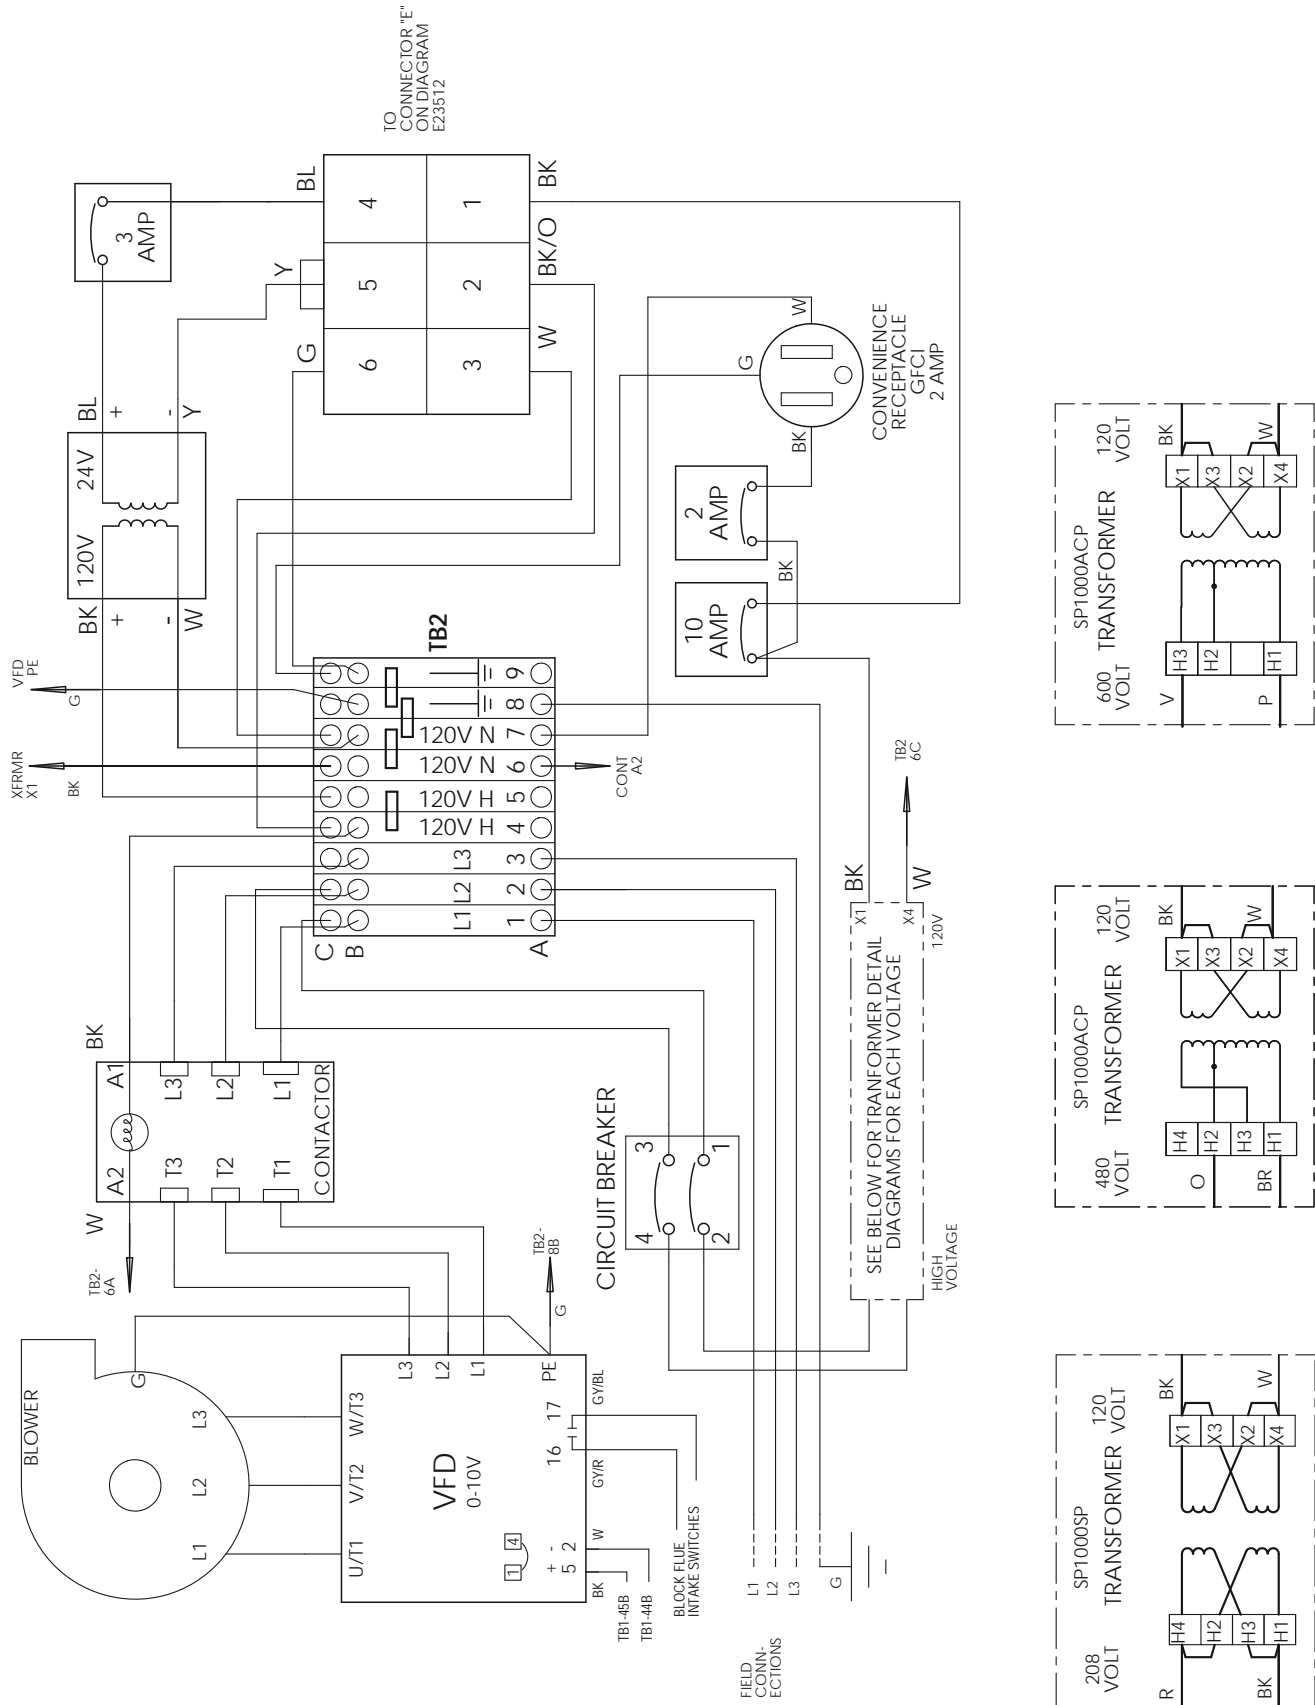 BLOWER
G
L1
L2
L3
U/T1
V/T2
W/T3
VFD
0-10V
L3
L2
L1
PE
1
4
+
-
5
2
16
17
BK
W
GY/R
GY/BL
TB1-45B
TB1-44B
BLOCK FLUE
INTAKE SWITCHES
TB2-
8B
G
TB2-
6A
W
BK
A2
A1
T3
L3
T2
L2
T1
L1
CONTACTOR
CIRCUIT BREAKER
4
3
2
1
FIELD
CONN-
ECTIONS
L1
L2
L3
G
SEE BELOW FOR TRANFORMER DETAIL
DIAGRAMS FOR EACH VOLTAGE
HIGH
VOLTAGE
X1
X4
120V
BK
W
TB2
6C
XFRMR
X1
BK
VFD
PE
G
C
B
A
L1
1
L2
2
L3
3
120V H
4
120V H
5
120V N
6
120V N
7
8
9
TB2
CONT
A2
BK
+
-
W
120V
24V
BL
+
-
Y
3
AMP
BL
Y
G
6
5
4
3
2
1
W
BK/O
BK
TO
CONNECTOR "E"
ON DIAGRAM
E23512
10
AMP
2
AMP
BK
BK
G
W
CONVENIENCE
RECEPTACLE
GFCI
2 AMP
208
VOLT
SP1000SP
TRANSFORMER
120
VOLT
R
BK
H4
H2
H3
H1
X1
X3
X2
X4
BK
W
480
VOLT
SP1000ACP
TRANSFORMER
120
VOLT
O
BR
H4
H2
H3
H1
X1
X3
X2
X4
BK
W
600
VOLT
SP1000ACP
TRANSFORMER
120
VOLT
V
P
H3
H2
H1
X1
X3
X2
X4
BK
W